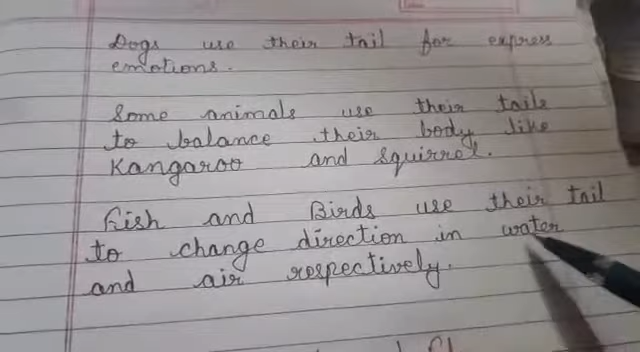 Dogs use their tail for express
emotions.
Some animals use their tails
to balance their body like
Kangaroo and Squirrel.
Fish and Birds use their tail
to change direction in water
and air respectively.